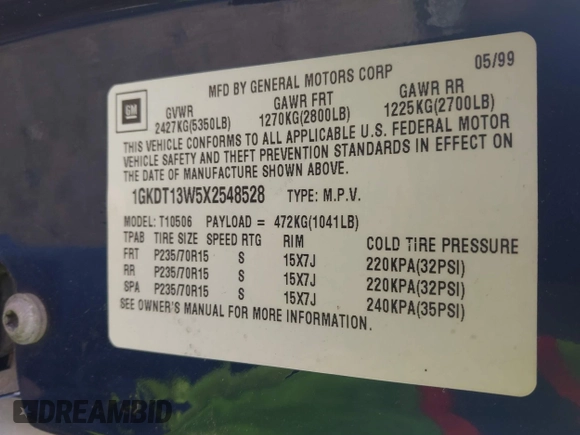 MFD BY GENERAL MOTORS CORP 05/99
GM GVWR GAWR FRT GAWR RR
2427KG(5350LB) 1270KG(2800LB) 1225KG(2700LB)
THIS VEHICLE CONFORMS TO ALL APPLICABLE U.S. FEDERAL MOTOR
VEHICLE SAFETY AND THEFT PREVENTION STANDARDS IN EFFECT ON
THE DATE OF MANUFACTURE SHOWN ABOVE.
1GKDT13W5X2548528 TYPE: M.P.V.
MODEL: T10506 PAYLOAD = 472KG(1041LB)
TPAB TIRE SIZE SPEED RTG RIM COLD TIRE PRESSURE
FRT P235/70R15 S 15X7J 220KPA(32PSI)
RR P235/70R15 S 15X7J 220KPA(32PSI)
SPA P235/70R15 S 15X7J 240KPA(35PSI)
SEE OWNER'S MANUAL FOR MORE INFORMATION.
DREAMBID